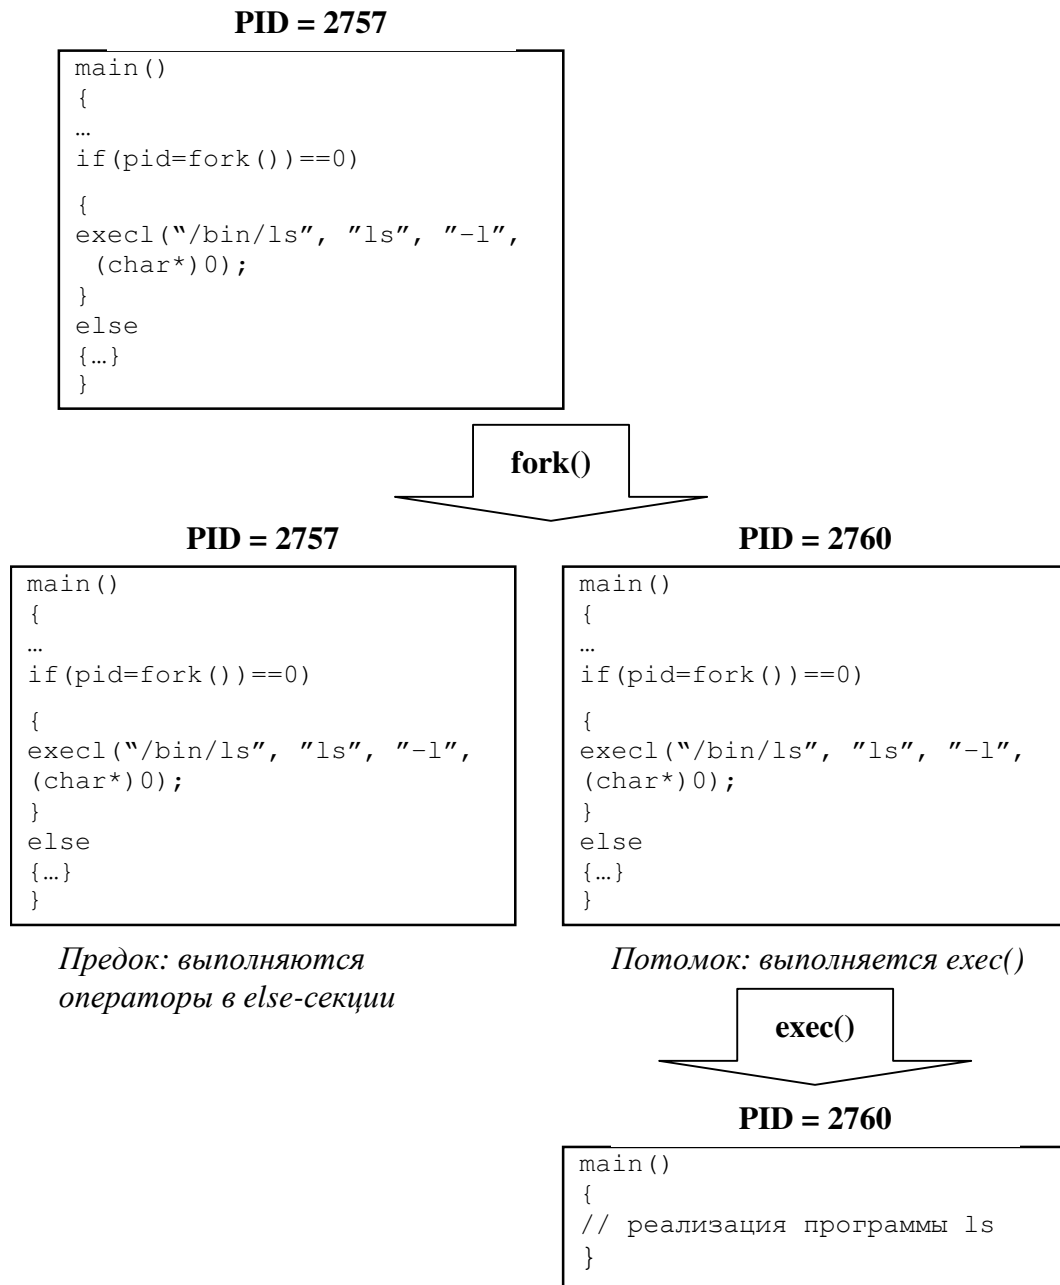 PID = 2757
main()
{
…
if(pid=fork())==0)
{
execl(“/bin/ls”, ”ls”, ”-l”,
(char*)0);
}
else
{…}
}
fork()
PID = 2757
main()
{
…
if(pid=fork())==0)
{
execl(“/bin/ls”, ”ls”, ”-l”,
(char*)0);
}
else
{…}
}
Предок: выполняются
операторы в else-секции
PID = 2760
main()
{
…
if(pid=fork())==0)
{
execl(“/bin/ls”, ”ls”, ”-l”,
(char*)0);
}
else
{…}
}
Потомок: выполняется exec()
exec()
PID = 2760
main()
{
// реализация программы ls
}